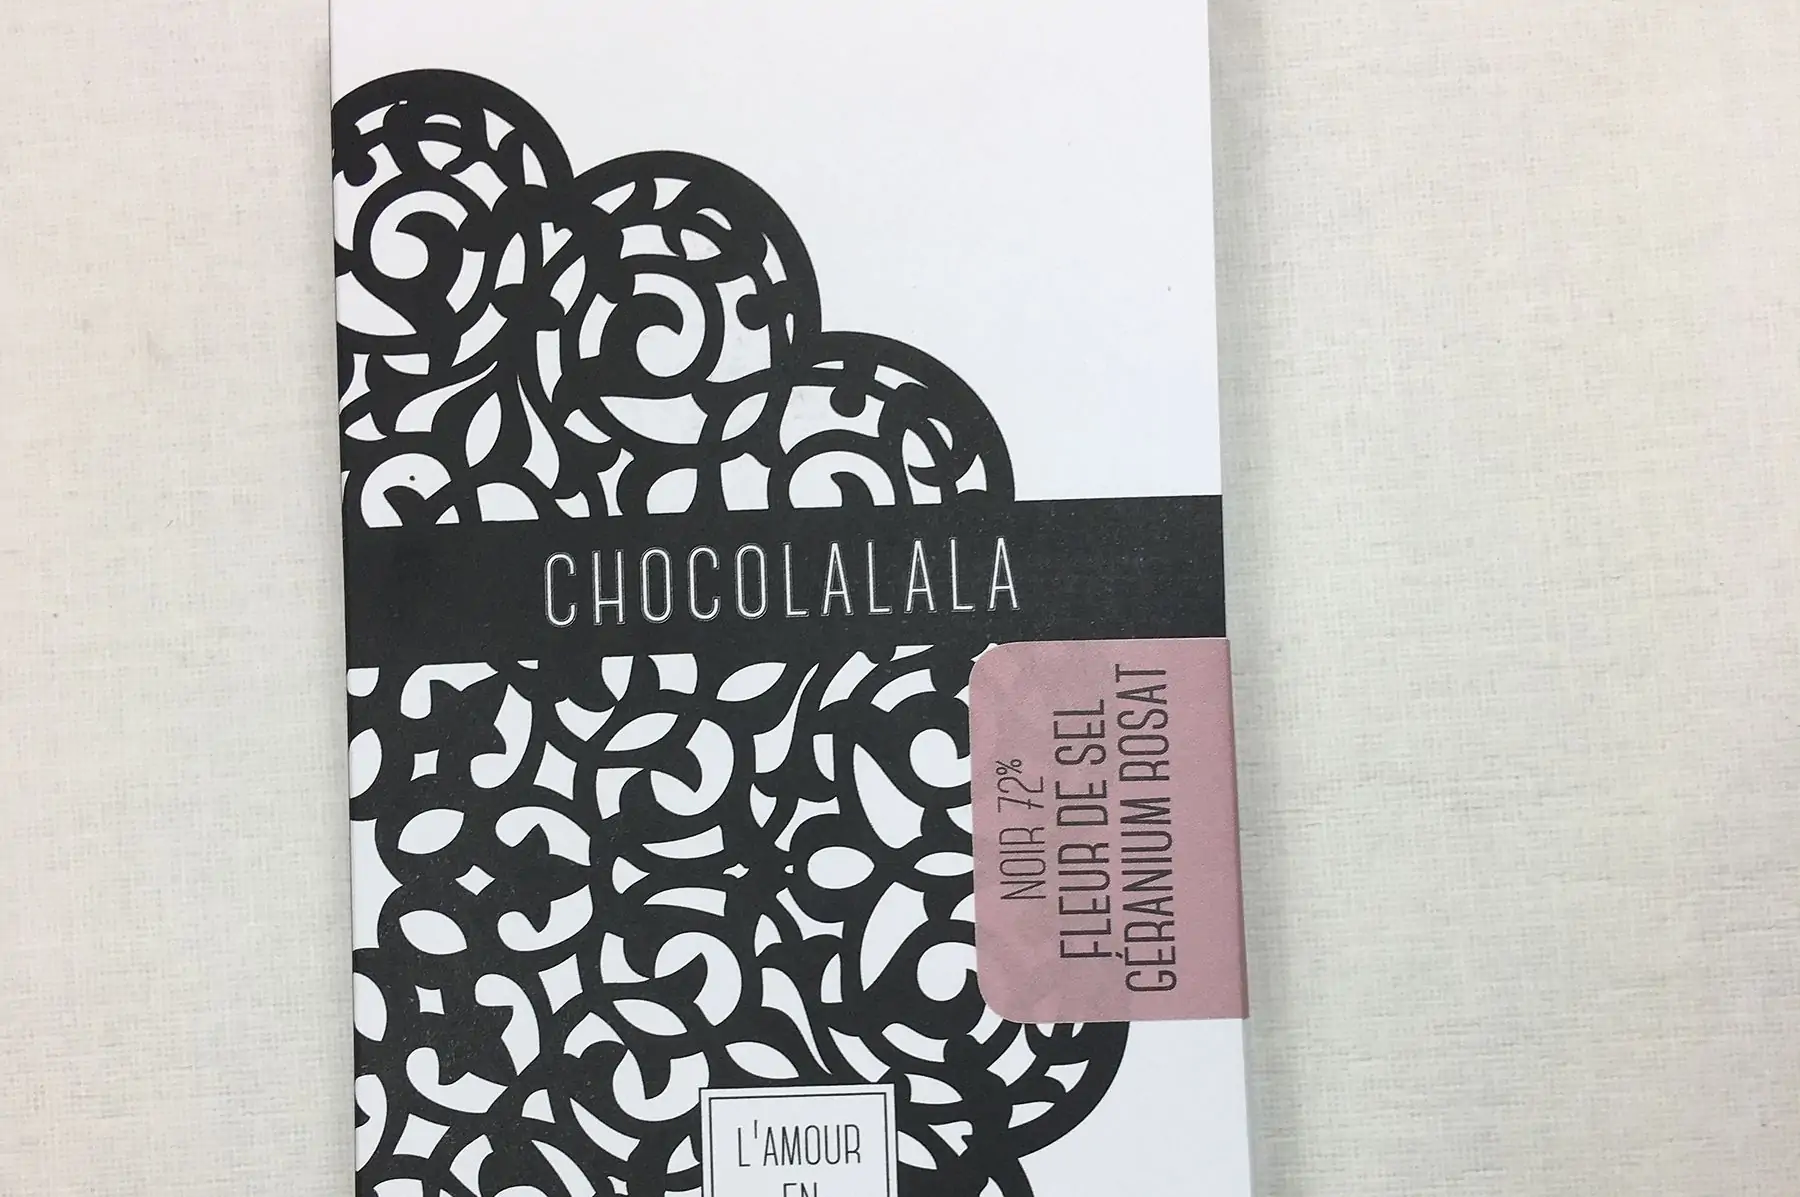 CHOCOLALALA
NOIR 72%
FLEUR DE SEL
GÉRANIUM ROSAT
L'AMOUR
EN